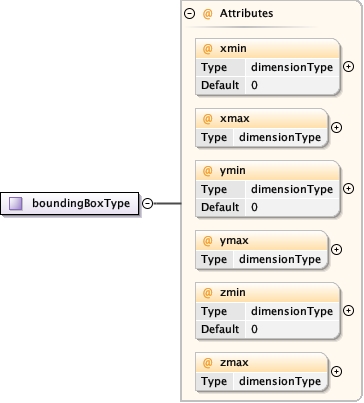 @ Attributes
@ xmin
Type dimensionType
Default 0
@ xmax
Type dimensionType
@ ymin
Type dimensionType
Default 0
boundingBoxType
@ ymax
Type dimensionType
@ zmin
Type dimensionType
Default 0
@ zmax
Type dimensionType